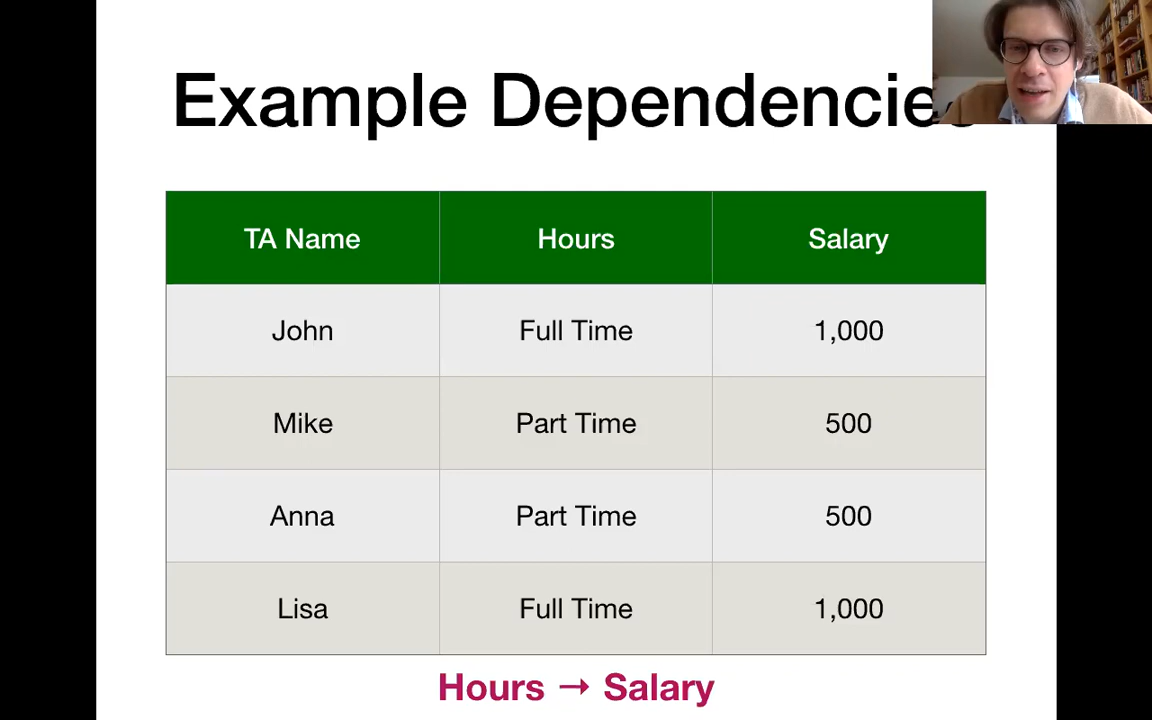 Example Dependencies
TA Name Hours Salary
John Full Time 1,000
Mike Part Time 500
Anna Part Time 500
Lisa Full Time 1,000
Hours → Salary